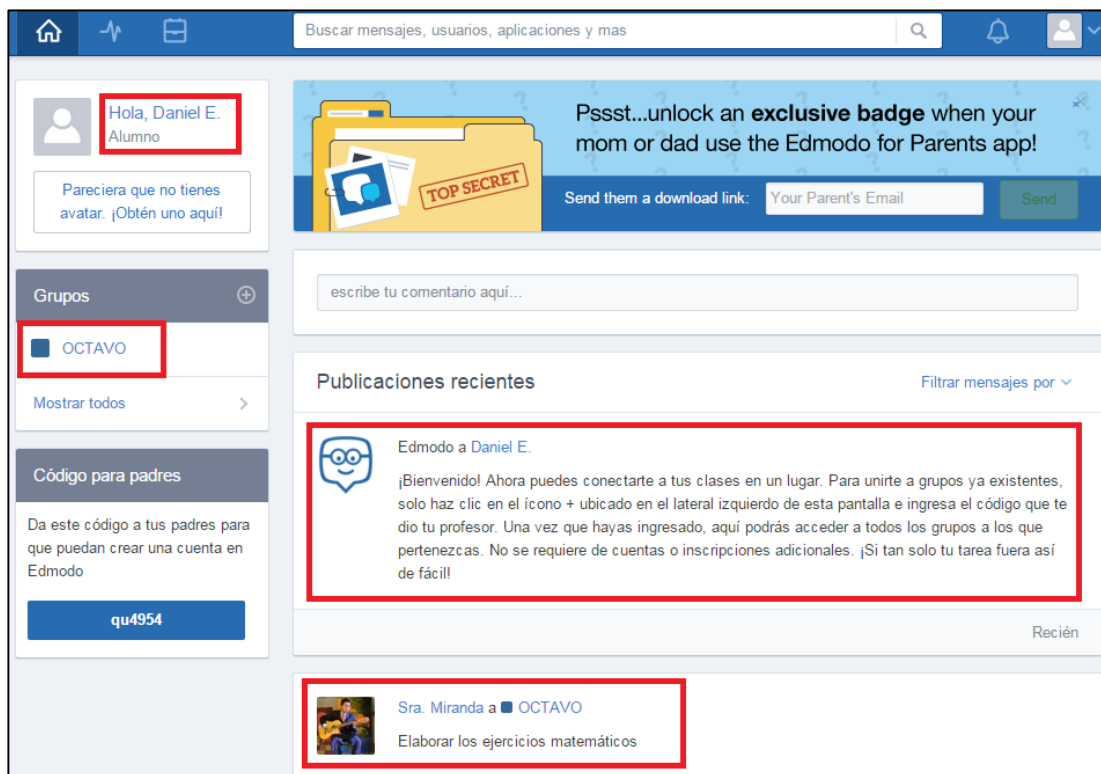 Buscar mensajes, usuarios, aplicaciones y mas
Hola, Daniel E.
Alumno
Pareciera que no tienes
avatar. ¡Obtén uno aquí!
Grupos
OCTAVO
Mostrar todos
Código para padres
Da este código a tus padres para
que puedan crear una cuenta en
Edmodo
qu4954
TOP SECRET
Pssst...unlock an exclusive badge when your
mom or dad use the Edmodo for Parents app!
Send them a download link:
Your Parent's Email
Send
escribe tu comentario aquí...
Publicaciones recientes
Filtrar mensajes por
Edmodo a Daniel E.
¡Bienvenido! Ahora puedes conectarte a tus clases en un lugar. Para unirte a grupos ya existentes,
solo haz clic en el ícono + ubicado en el lateral izquierdo de esta pantalla e ingresa el código que te
dio tu profesor. Una vez que hayas ingresado, aquí podrás acceder a todos los grupos a los que
pertenezcas. No se requiere de cuentas o inscripciones adicionales. ¡Si tan solo tu tarea fuera así
de fácil!
Recién
Sra. Miranda a OCTAVO
Elaborar los ejercicios matemáticos